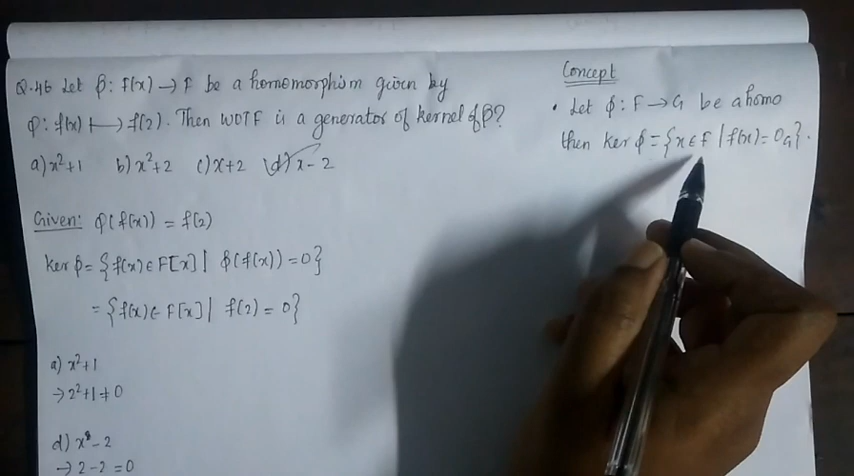 Q.46 Let φ: F(x) → F be a homomorphism given by
φ: f(x) ↦ f(2). Then WOTF is a generator of kernel of φ?
a) x²+1 b) x²+2 c) x+2 d) x-2
Given: φ(f(x)) = f(2)
ker φ = {f(x) ∈ F[x] | φ(f(x)) = 0}
= {f(x) ∈ F[x] | f(2) = 0}
a) x²+1
→ 2²+1 ≠ 0
d) x - 2
→ 2-2 = 0
Concept
• Let φ: F → G be a homo
then ker φ = {x ∈ F | f(x) = 0G}.